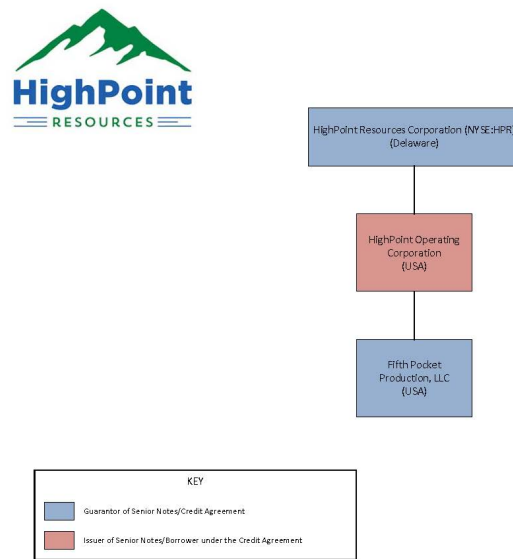 HighPoint
RESOURCES
HighPoint Resources Corporation (NYSE:HPR)
(Delaware)
HighPoint Operating
Corporation
(USA)
Fifth Pocket
Production, LLC
(USA)
KEY
Guarantor of Senior Notes/Credit Agreement
Issuer of Senior Notes/Borrower under the Credit Agreement